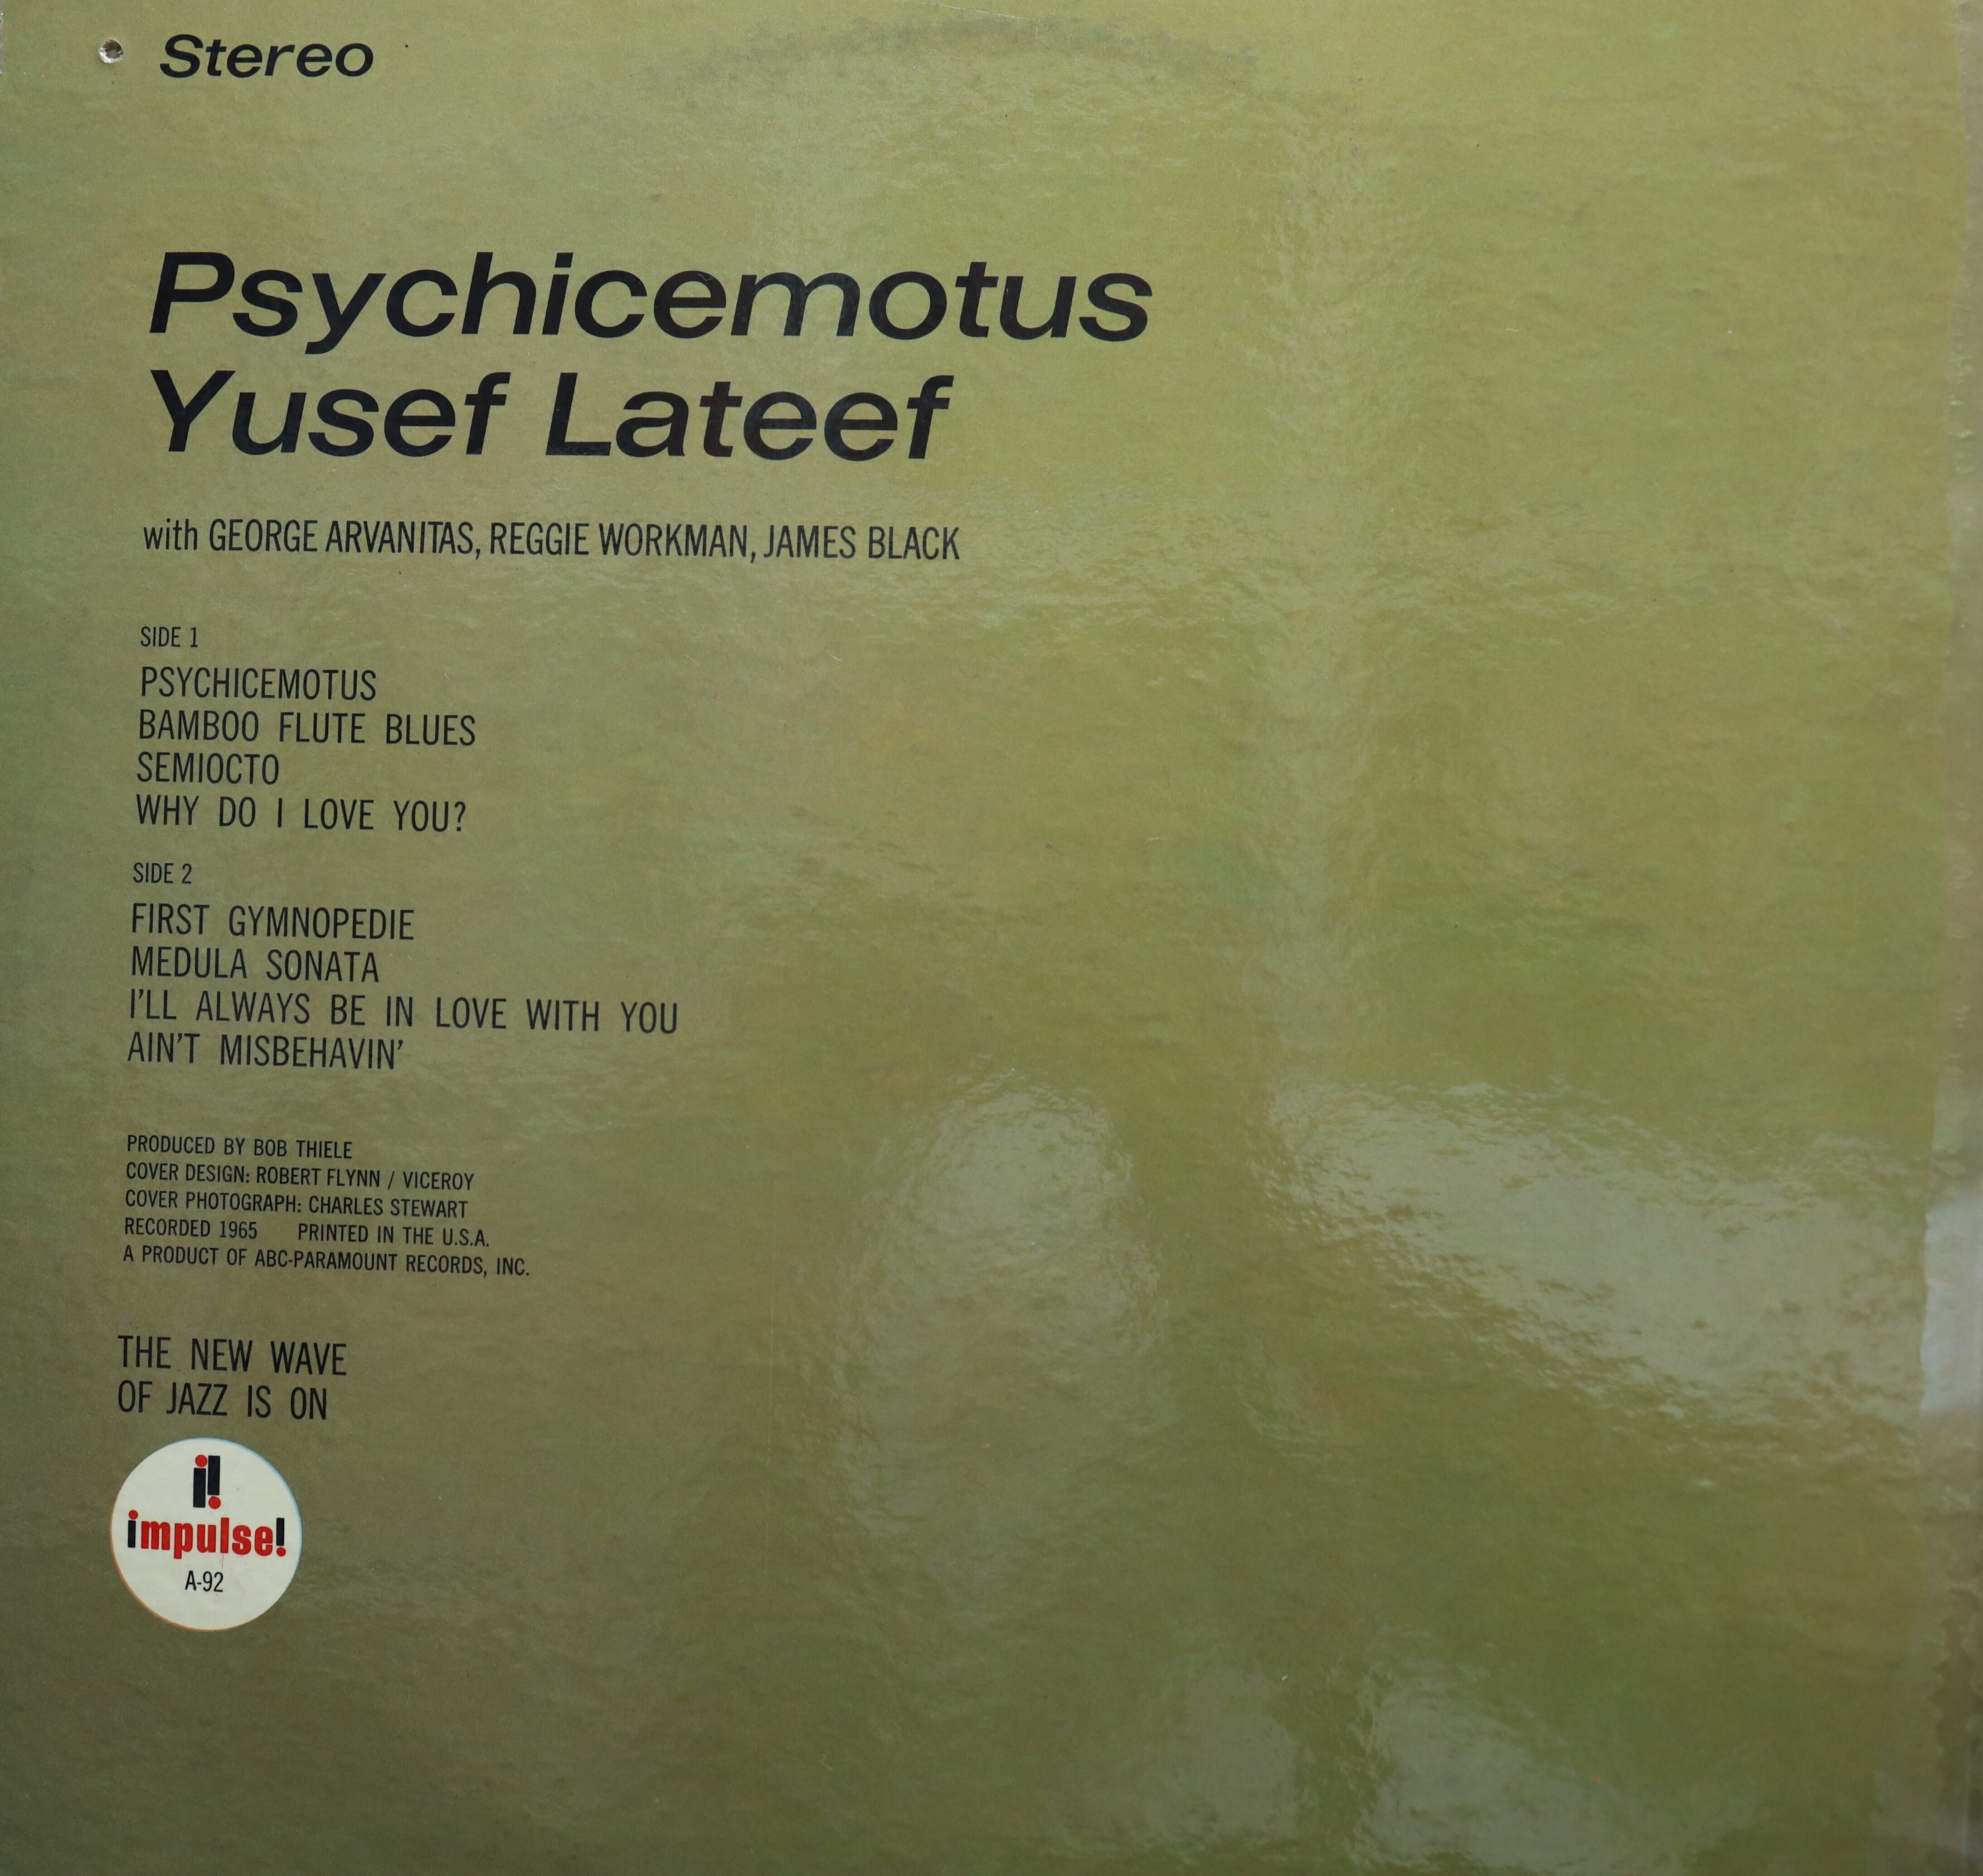 Stereo
Psychicemotus
Yusef Lateef
with GEORGE ARVANITAS, REGGIE WORKMAN, JAMES BLACK
SIDE 1
PSYCHICEMOTUS
BAMBOO FLUTE BLUES
SEMIOCTO
WHY DO I LOVE YOU?
SIDE 2
FIRST GYMNOPEDIE
MEDULA SONATA
I'LL ALWAYS BE IN LOVE WITH YOU
AIN'T MISBEHAVIN'
PRODUCED BY BOB THIELE
COVER DESIGN: ROBERT FLYNN / VICEROY
COVER PHOTOGRAPH: CHARLES STEWART
RECORDED 1965 PRINTED IN THE U.S.A.
A PRODUCT OF ABC-PARAMOUNT RECORDS, INC.
THE NEW WAVE
OF JAZZ IS ON
i!
impulse!
A-92